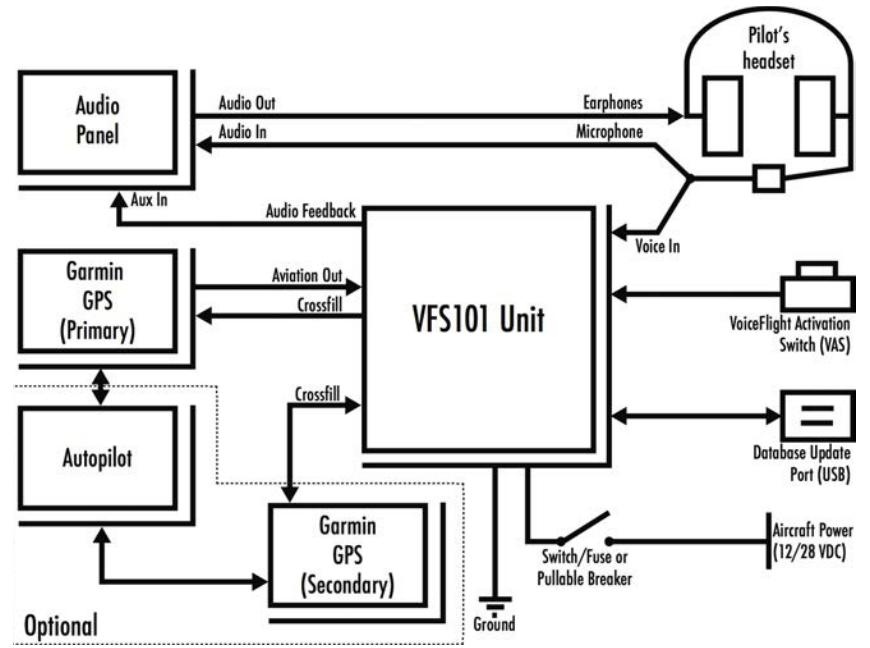 Pilot's
headset
Audio
Panel
Audio Out
Earphones
Audio In
Microphone
Aux In
Audio Feedback
Voice In
Garmin
GPS
(Primary)
Aviation Out
Crossfill
VFS101 Unit
VoiceFlight Activation
Switch (VAS)
Crossfill
Autopilot
Database Update
Port (USB)
Garmin
GPS
(Secondary)
Switch/Fuse or
Pullable Breaker
Aircraft Power
(12/28 VDC)
Ground
Optional